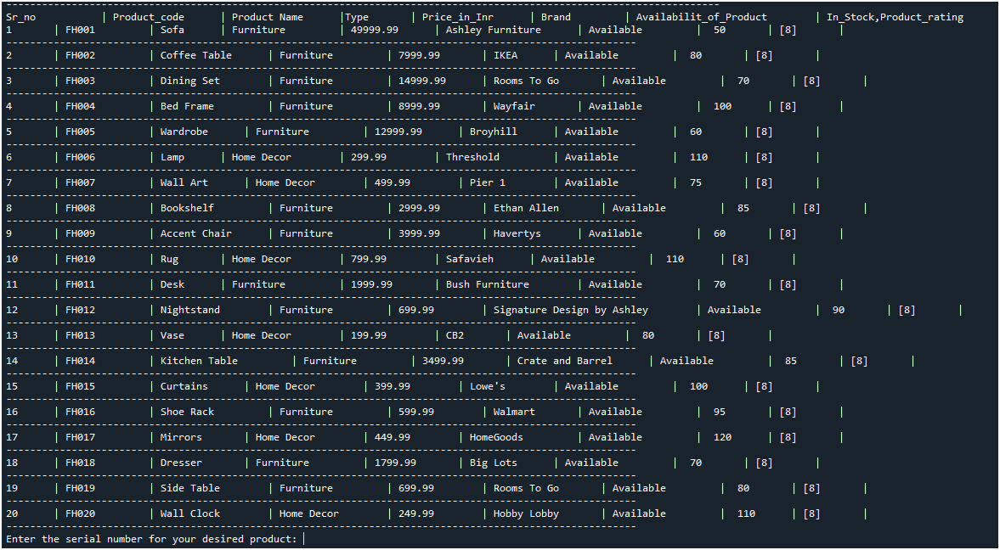 Sr_no | Product_code | Product Name |Type | Price_in_Inr | Brand | Availabilit_of_Product | In_Stock,Product_rating
1 | FH001 | Sofa | Furniture | 49999.99 | Ashley Furniture | Available | 50 | [8] |
2 | FH002 | Coffee Table | Furniture | 7999.99 | IKEA | Available | 80 | [8] |
3 | FH003 | Dining Set | Furniture | 14999.99 | Rooms To Go | Available | 70 | [8] |
4 | FH004 | Bed Frame | Furniture | 8999.99 | Wayfair | Available | 100 | [8] |
5 | FH005 | Wardrobe | Furniture | 12999.99 | Broyhill | Available | 60 | [8] |
6 | FH006 | Lamp | Home Decor | 299.99 | Threshold | Available | 110 | [8] |
7 | FH007 | Wall Art | Home Decor | 499.99 | Pier 1 | Available | 75 | [8] |
8 | FH008 | Bookshelf | Furniture | 2999.99 | Ethan Allen | Available | 85 | [8] |
9 | FH009 | Accent Chair | Furniture | 3999.99 | Havertys | Available | 60 | [8] |
10 | FH010 | Rug | Home Decor | 799.99 | Safavieh | Available | 110 | [8] |
11 | FH011 | Desk | Furniture | 1999.99 | Bush Furniture | Available | 70 | [8] |
12 | FH012 | Nightstand | Furniture | 699.99 | Signature Design by Ashley | Available | 90 | [8] |
13 | FH013 | Vase | Home Decor | 199.99 | CB2 | Available | 80 | [8] |
14 | FH014 | Kitchen Table | Furniture | 3499.99 | Crate and Barrel | Available | 85 | [8] |
15 | FH015 | Curtains | Home Decor | 399.99 | Lowe's | Available | 100 | [8] |
16 | FH016 | Shoe Rack | Furniture | 599.99 | Walmart | Available | 95 | [8] |
17 | FH017 | Mirrors | Home Decor | 449.99 | HomeGoods | Available | 120 | [8] |
18 | FH018 | Dresser | Furniture | 1799.99 | Big Lots | Available | 70 | [8] |
19 | FH019 | Side Table | Furniture | 699.99 | Rooms To Go | Available | 80 | [8] |
20 | FH020 | Wall Clock | Home Decor | 249.99 | Hobby Lobby | Available | 110 | [8] |
Enter the serial number for your desired product: